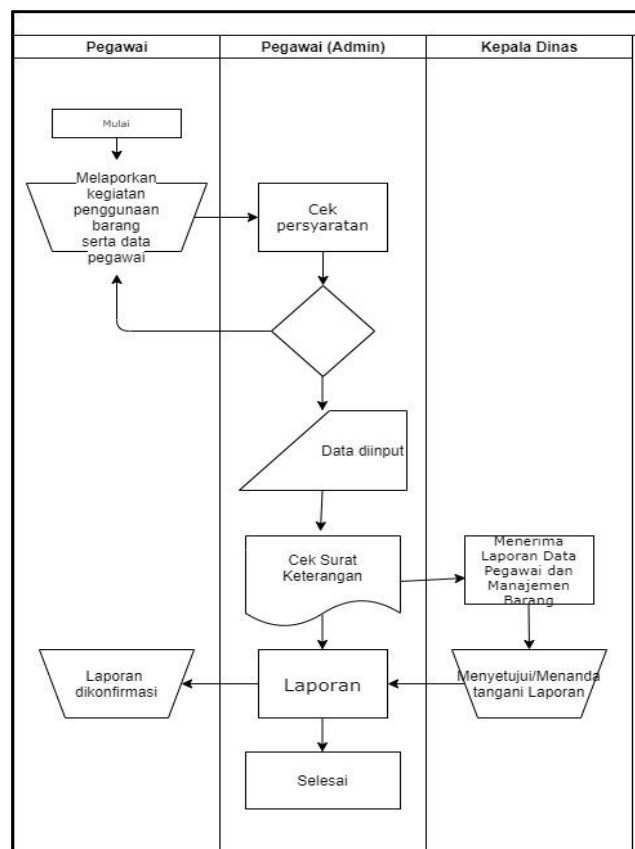 Pegawai
Pegawai (Admin)
Kepala Dinas
Mulai
Melaporkan
kegiatan
penggunaan
barang
serta data
pegawai
Cek
persyaratan
Data diinput
Cek Surat
Keterangan
Menerima
Laporan Data
Pegawai dan
Manajemen
Barang
Laporan
dikonfirmasi
Laporan
Menyetujui/Menanda
tangani Laporan
Selesai